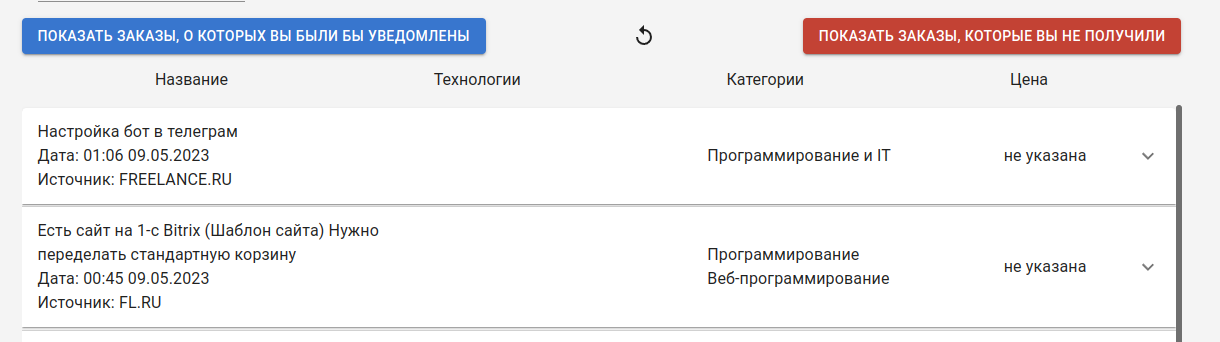 ПОКАЗАТЬ ЗАКАЗЫ, О КОТОРЫХ ВЫ БЫЛИ БЫ УВЕДОМЛЕНЫ
ПОКАЗАТЬ ЗАКАЗЫ, КОТОРЫЕ ВЫ НЕ ПОЛУЧИЛИ
Название
Технологии
Категории
Цена
Настройка бот в телеграм
Дата: 01:06 09.05.2023
Источник: FREELANCE.RU
Программирование и IT
не указана
Есть сайт на 1-с Bitrix (Шаблон сайта) Нужно
переделать стандартную корзину
Дата: 00:45 09.05.2023
Источник: FL.RU
Программирование
Веб-программирование
не указана